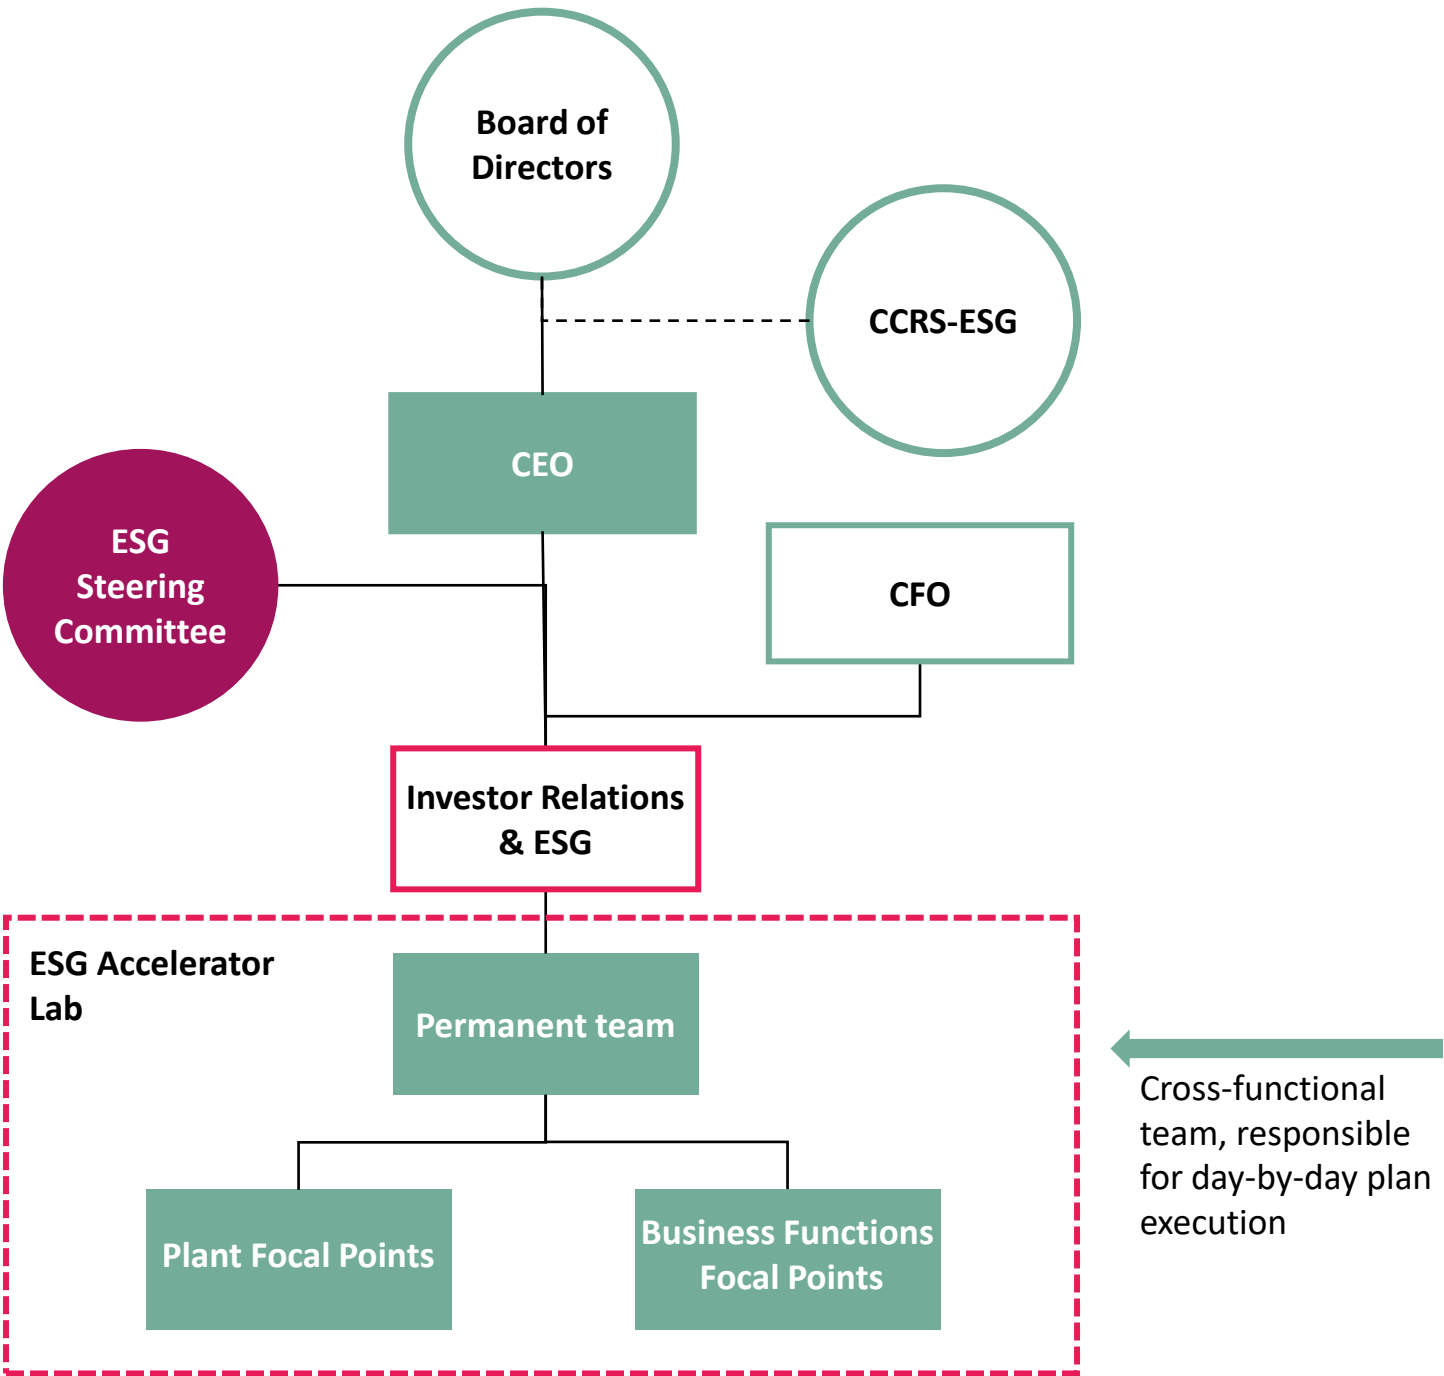 Board of
Directors
CCRS-ESG
CEO
ESG
Steering
Committee
CFO
Investor Relations
& ESG
ESG Accelerator
Lab
Permanent team
Cross-functional
team, responsible
for day-by-day plan
execution
Plant Focal Points
Business Functions
Focal Points